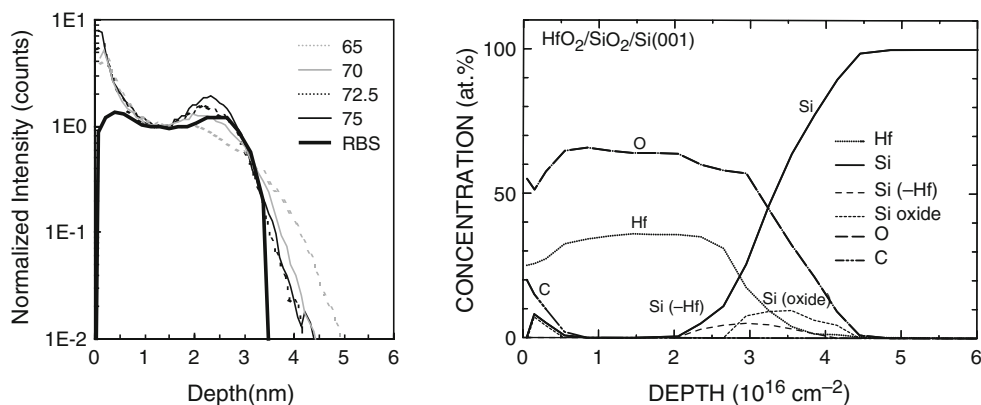 Normalized Intensity (counts)
1E1
1E0
1E-1
1E-2
65
70
72.5
75
RBS
0 1 2 3 4 5 6
Depth(nm)
CONCENTRATION (at.%)
100
50
0
HfO₂/SiO₂/Si(001)
Si
O
Hf
C
Si (–Hf)
Si (oxide)
Hf
Si
Si (–Hf)
Si oxide
O
C
0 1 2 3 4 5 6
DEPTH (10¹⁶ cm⁻²)